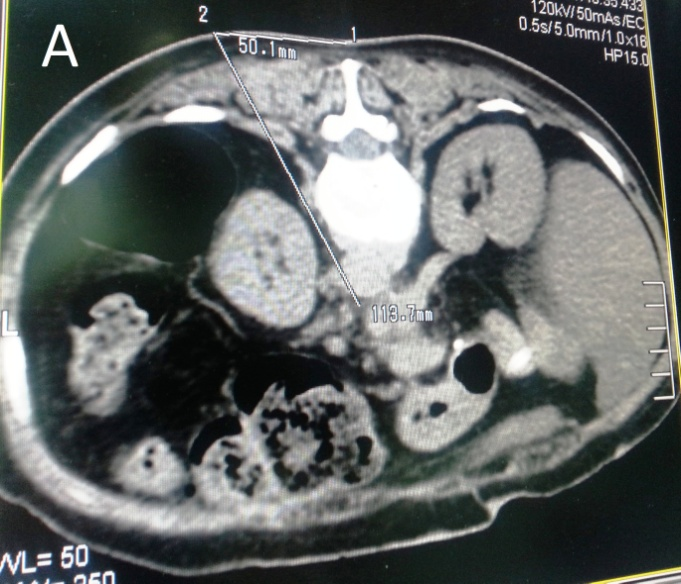 A
2
1
50.1mm
120kV/50mAs/EC
0.5s/5.0mm/1.0x16
HP15.0
113.7mm
L
WL= 50